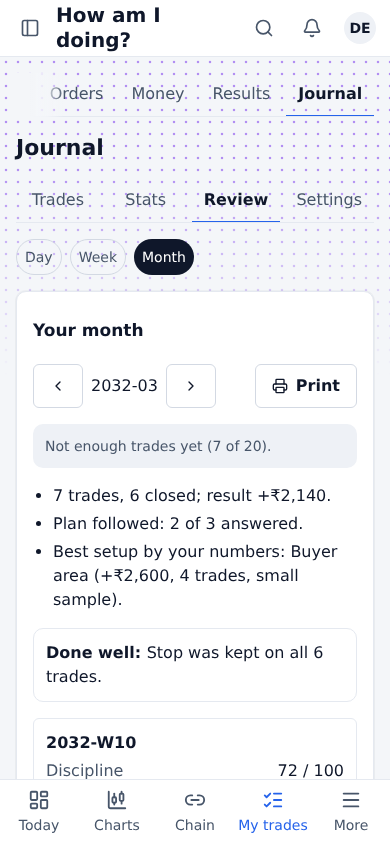 How am I
doing?
DE
Orders Money Results Journal
Journal
Trades Stats Review Settings
Day Week Month
Your month
2032-03 Print
Not enough trades yet (7 of 20).
• 7 trades, 6 closed; result +₹2,140.
• Plan followed: 2 of 3 answered.
• Best setup by your numbers: Buyer
area (+₹2,600, 4 trades, small
sample).
Done well: Stop was kept on all 6
trades.
2032-W10
Discipline 72 / 100
Today Charts Chain My trades More